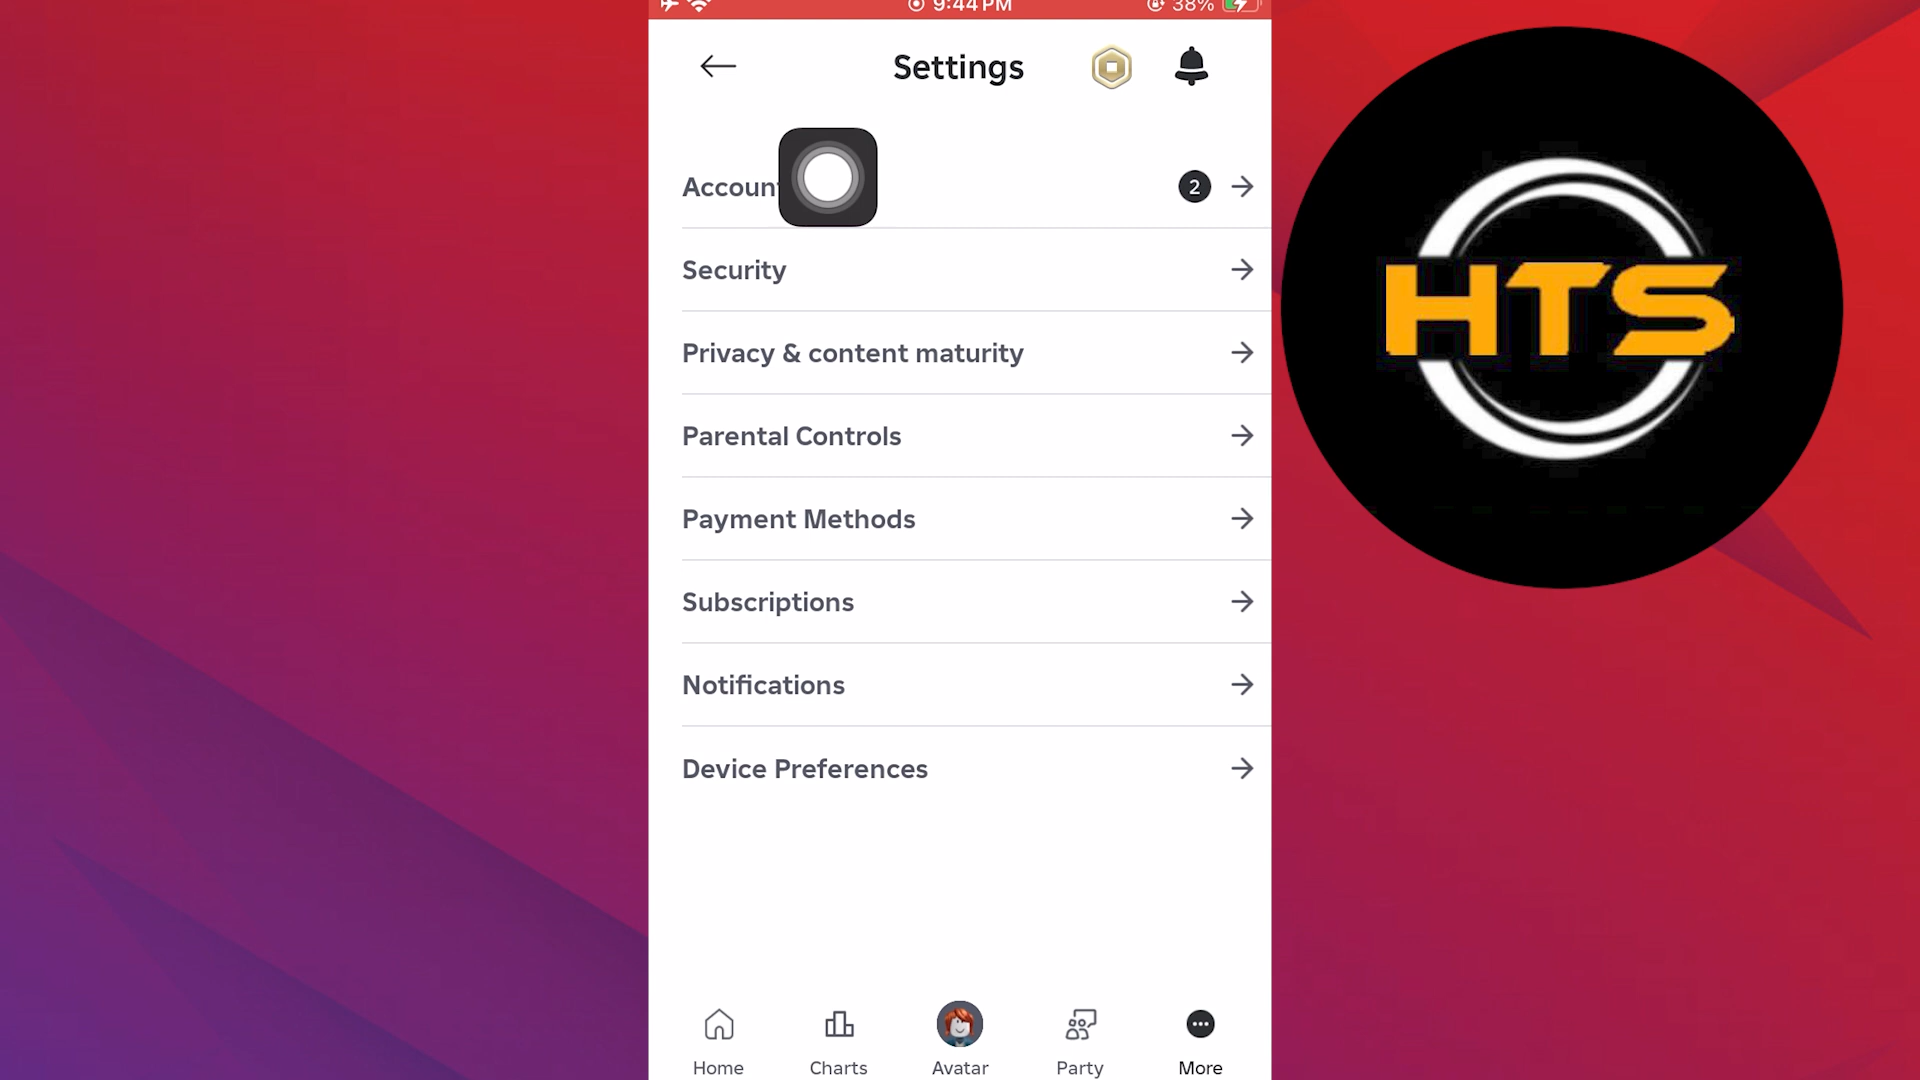 9:44 PM
38%
Settings
Accoun
2
Security
Privacy & content maturity
Parental Controls
Payment Methods
Subscriptions
Notifications
Device Preferences
Home
Charts
Avatar
Party
More
HTS